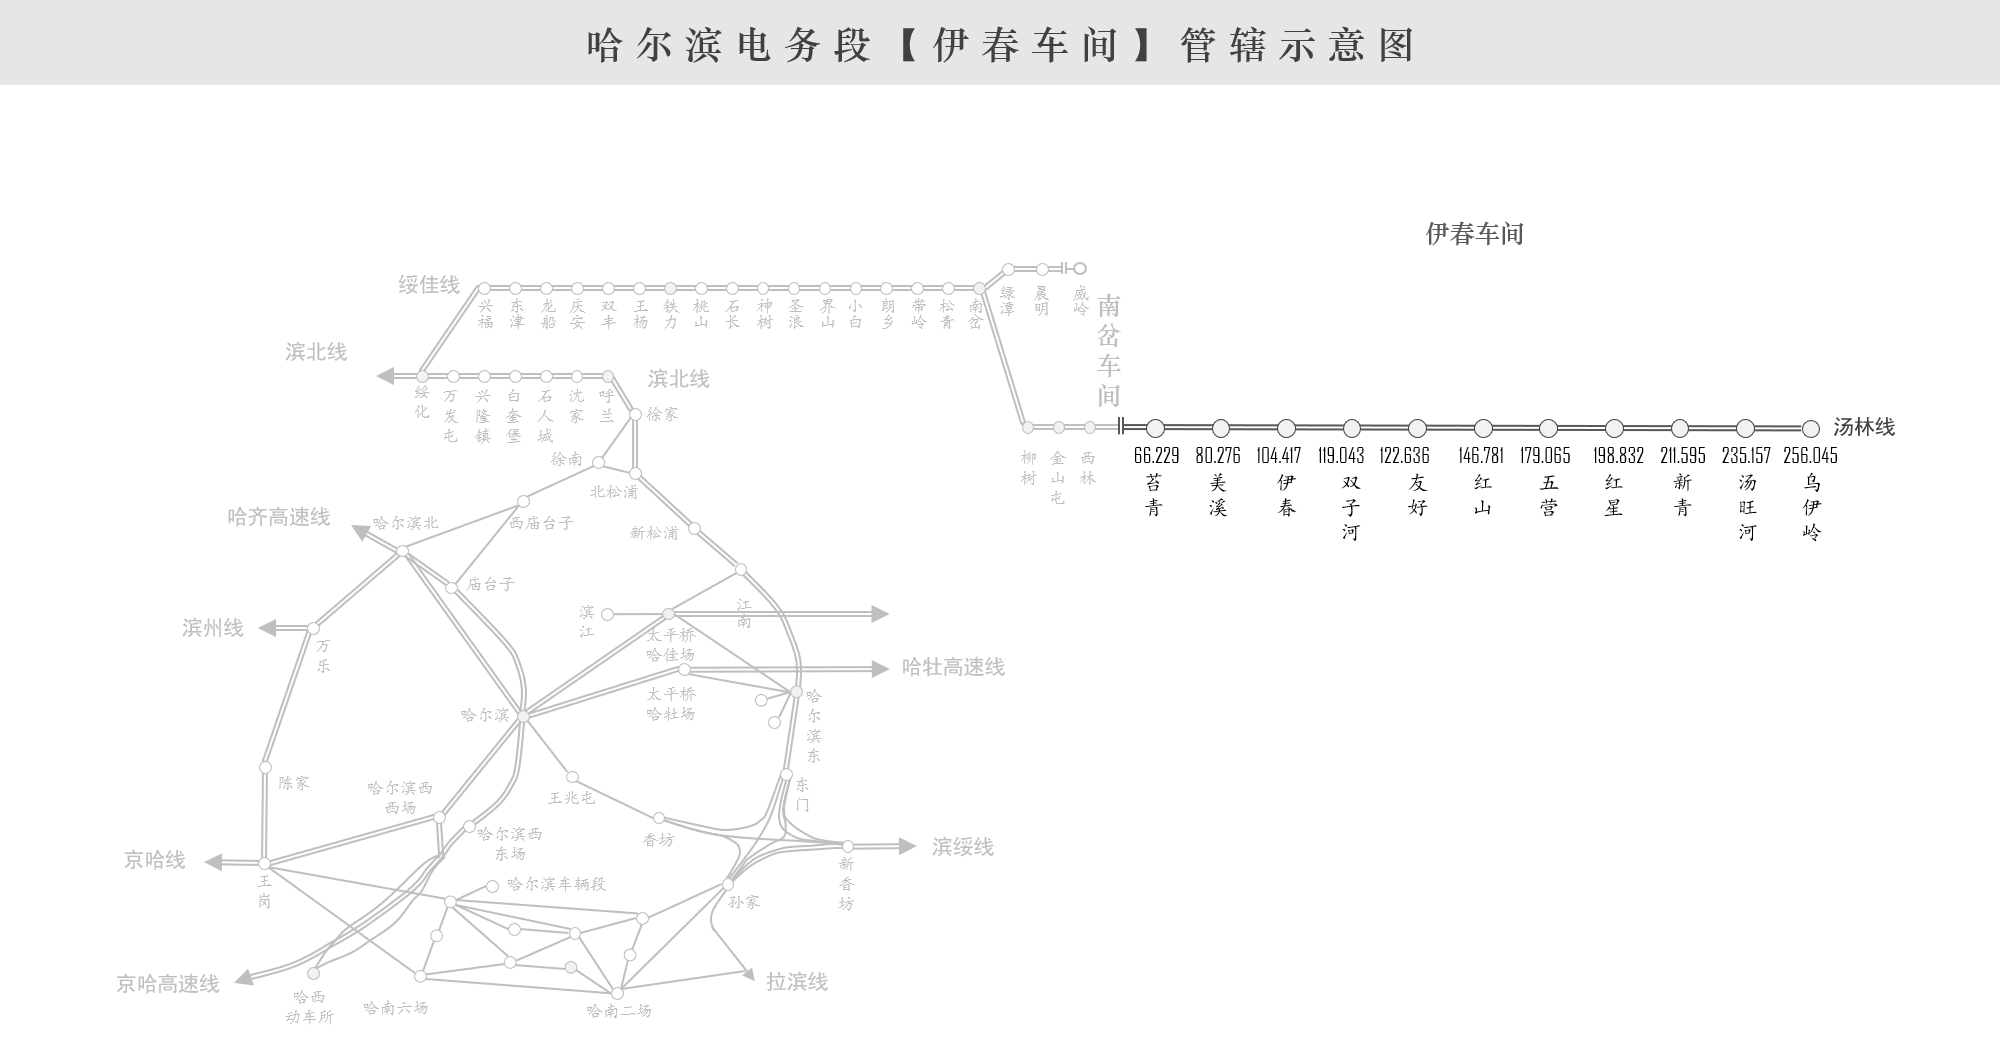 哈尔滨电务段【伊春车间】管辖示意图
伊春车间
绥佳线
兴福
东津
龙船
庆安
双丰
王杨
铁力
桃山
石长
神树
圣浪
界山
小白
朗乡
带岭
松青
南岔
绿潭
晨明
威岭
南岔车间
滨北线
绥化
万发屯
兴隆镇
白奎堡
石人城
沈家
呼兰
滨北线
徐家
柳树
金山屯
西林
66.229
苔青
80.276
美溪
104.417
伊春
119.043
双子河
122.636
友好
146.781
红山
179.065
五营
198.832
红星
211.595
新青
235.157
汤旺河
256.045
乌伊岭
汤林线
徐南
北松浦
哈齐高速线
哈尔滨北
西庙台子
新松浦
庙台子
滨州线
万乐
滨江
江南
太平桥
哈佳场
哈牡高速线
太平桥
哈牡场
哈尔滨
哈尔滨东
陈家
哈尔滨西
西场
王兆屯
东门
哈尔滨西
东场
香坊
京哈线
王岗
滨绥线
新香坊
哈尔滨车辆段
孙家
京哈高速线
哈西
动车所
哈南六场
哈南二场
拉滨线